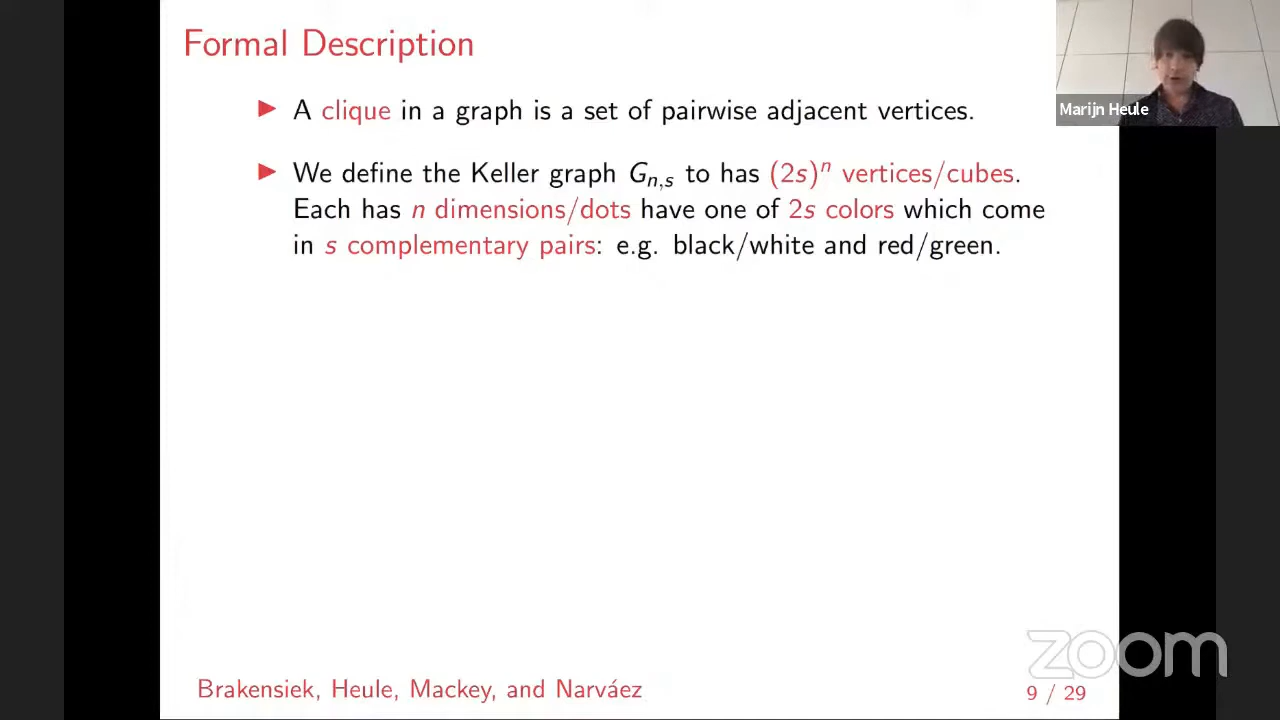 Formal Description
▶ A clique in a graph is a set of pairwise adjacent vertices.
▶ We define the Keller graph Gₙ,ₛ to has (2s)ⁿ vertices/cubes.
Each has n dimensions/dots have one of 2s colors which come
in s complementary pairs: e.g. black/white and red/green.
Marijn Heule
Brakensiek, Heule, Mackey, and Narváez
9 / 29
zoom